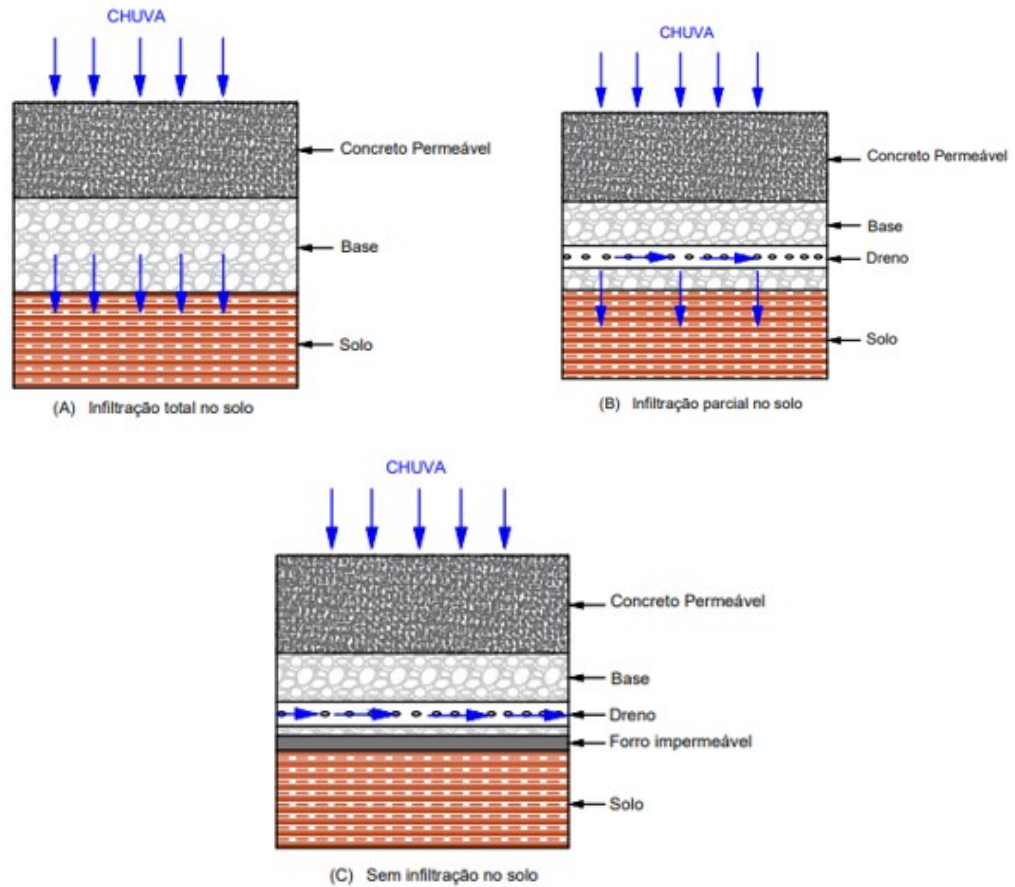 CHUVA
Concreto Permeável
Base
Solo
(A) Infiltração total no solo
CHUVA
Concreto Permeável
Base
Dreno
Solo
(B) Infiltração parcial no solo
CHUVA
Concreto Permeável
Base
Dreno
Forro impermeável
Solo
(C) Sem infiltração no solo